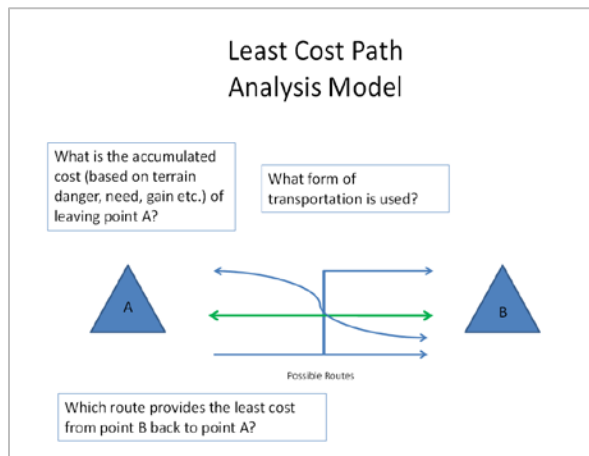 Least Cost Path
Analysis Model
What is the accumulated
cost (based on terrain
danger, need, gain etc.) of
leaving point A?
What form of
transportation is used?
A
B
Possible Routes
Which route provides the least cost
from point B back to point A?